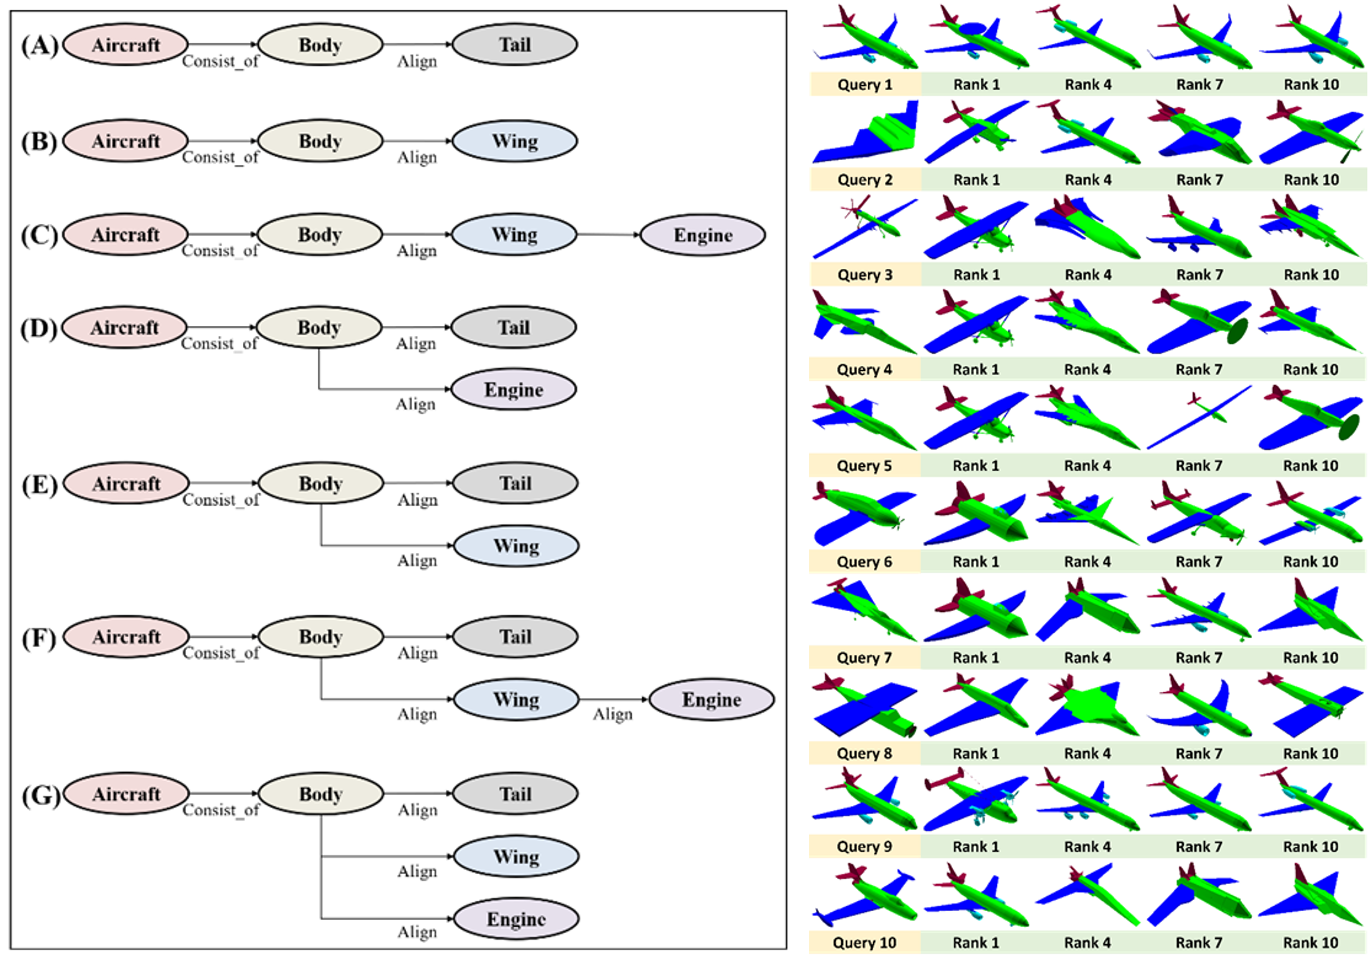 (A) Aircraft Consist_of Body Align Tail
(B) Aircraft Consist_of Body Align Wing
(C) Aircraft Consist_of Body Align Wing Engine
(D) Aircraft Consist_of Body Align Tail
Align Engine
(E) Aircraft Consist_of Body Align Tail
Align Wing
(F) Aircraft Consist_of Body Align Tail
Align Wing Align Engine
(G) Aircraft Consist_of Body Align Tail
Align Wing
Align Engine
Query 1 Rank 1 Rank 4 Rank 7 Rank 10
Query 2 Rank 1 Rank 4 Rank 7 Rank 10
Query 3 Rank 1 Rank 4 Rank 7 Rank 10
Query 4 Rank 1 Rank 4 Rank 7 Rank 10
Query 5 Rank 1 Rank 4 Rank 7 Rank 10
Query 6 Rank 1 Rank 4 Rank 7 Rank 10
Query 7 Rank 1 Rank 4 Rank 7 Rank 10
Query 8 Rank 1 Rank 4 Rank 7 Rank 10
Query 9 Rank 1 Rank 4 Rank 7 Rank 10
Query 10 Rank 1 Rank 4 Rank 7 Rank 10